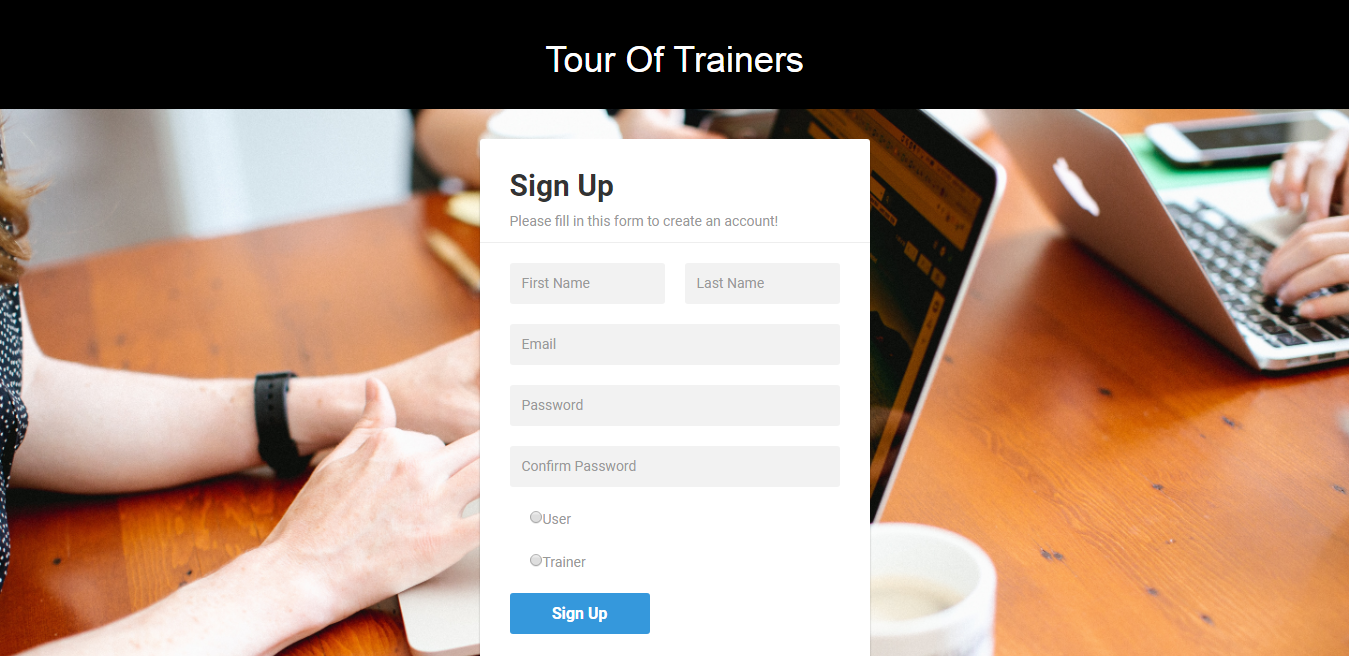 Tour Of Trainers
Sign Up
Please fill in this form to create an account!
First Name Last Name
Email
Password
Confirm Password
User
Trainer
Sign Up